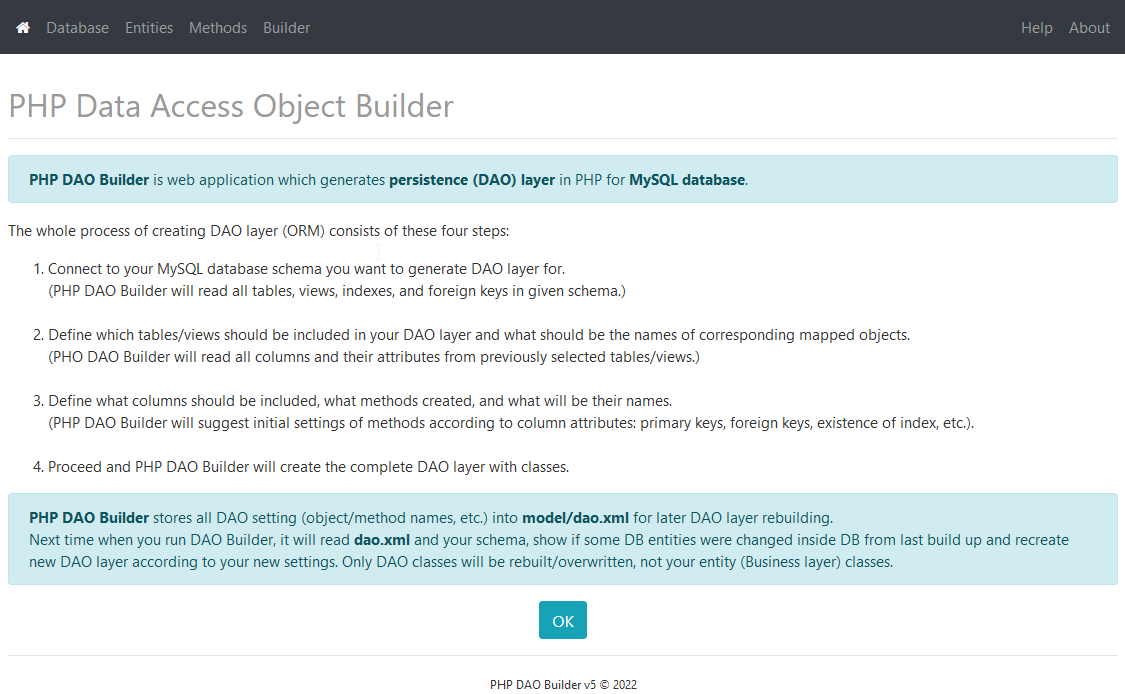 Database Entities Methods Builder Help About
PHP Data Access Object Builder
PHP DAO Builder is web application which generates persistence (DAO) layer in PHP for MySQL database.
The whole process of creating DAO layer (ORM) consists of these four steps:
1. Connect to your MySQL database schema you want to generate DAO layer for.
(PHP DAO Builder will read all tables, views, indexes, and foreign keys in given schema.)
2. Define which tables/views should be included in your DAO layer and what should be the names of corresponding mapped objects.
(PHO DAO Builder will read all columns and their attributes from previously selected tables/views.)
3. Define what columns should be included, what methods created, and what will be their names.
(PHP DAO Builder will suggest initial settings of methods according to column attributes: primary keys, foreign keys, existence of index, etc.).
4. Proceed and PHP DAO Builder will create the complete DAO layer with classes.
PHP DAO Builder stores all DAO setting (object/method names, etc.) into model/dao.xml for later DAO layer rebuilding.
Next time when you run DAO Builder, it will read dao.xml and your schema, show if some DB entities were changed inside DB from last build up and recreate
new DAO layer according to your new settings. Only DAO classes will be rebuilt/overwritten, not your entity (Business layer) classes.
OK
PHP DAO Builder v5 © 2022